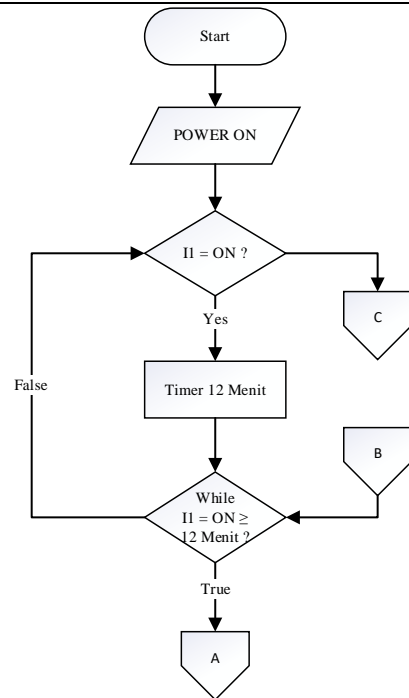 Start
POWER ON
I1 = ON ?
C
Yes
Timer 12 Menit
False
B
While
I1 = ON ≥
12 Menit ?
True
A